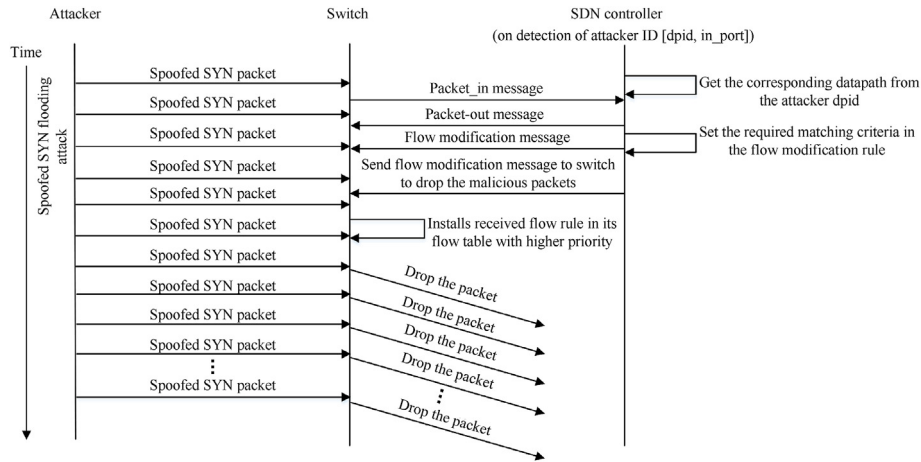 Attacker
Switch
SDN controller
(on detection of attacker ID [dpid, in_port])
Time
Spoofed SYN flooding
attack
Spoofed SYN packet
Packet_in message
Get the corresponding datapath from
the attacker dpid
Spoofed SYN packet
Packet-out message
Spoofed SYN packet
Flow modification message
Set the required matching criteria in
the flow modification rule
Spoofed SYN packet
Send flow modification message to switch
to drop the malicious packets
Spoofed SYN packet
Spoofed SYN packet
Installs received flow rule in its
flow table with higher priority
Spoofed SYN packet
Drop the packet
Spoofed SYN packet
Drop the packet
Spoofed SYN packet
Drop the packet
Spoofed SYN packet
Drop the packet
Spoofed SYN packet
Drop the packet